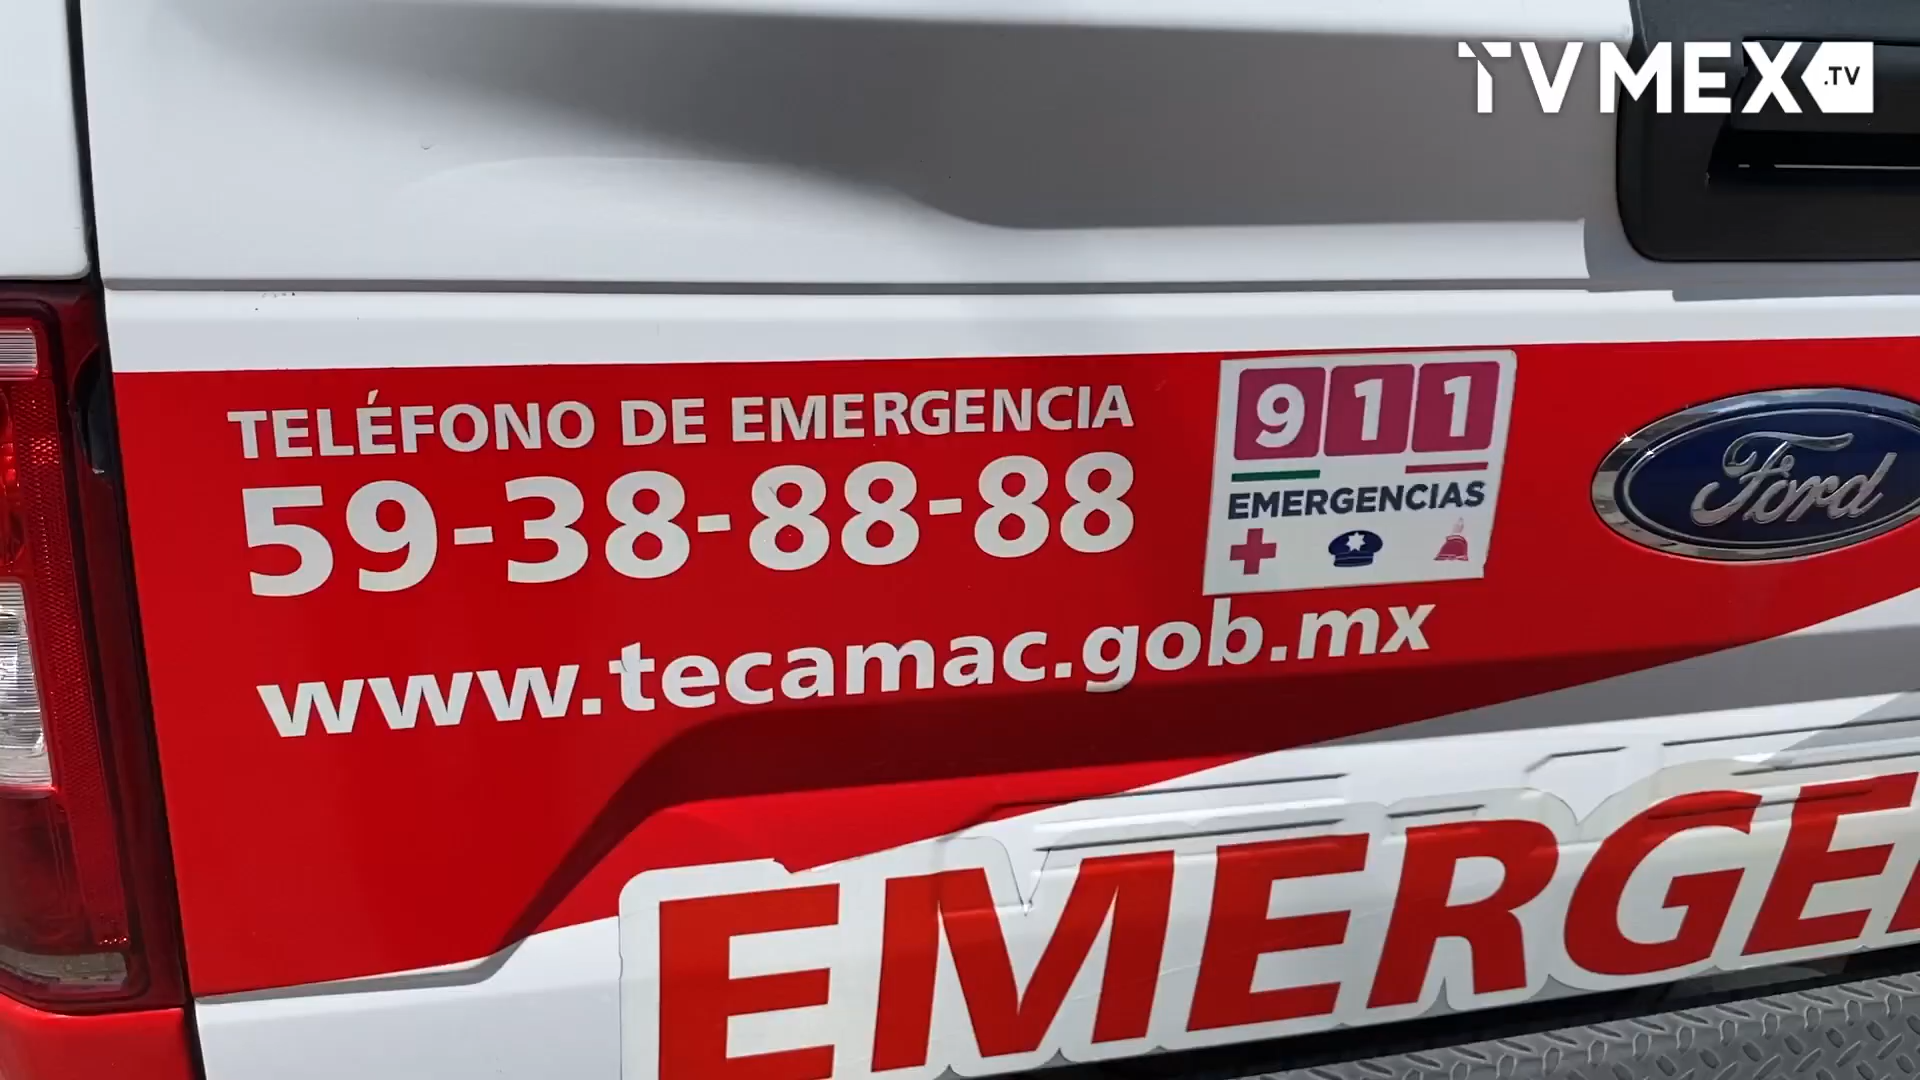 TVMEX.TV
TELÉFONO DE EMERGENCIA
59-38-88-88
www.tecamac.gob.mx
911
EMERGENCIAS
Ford
EMERGE